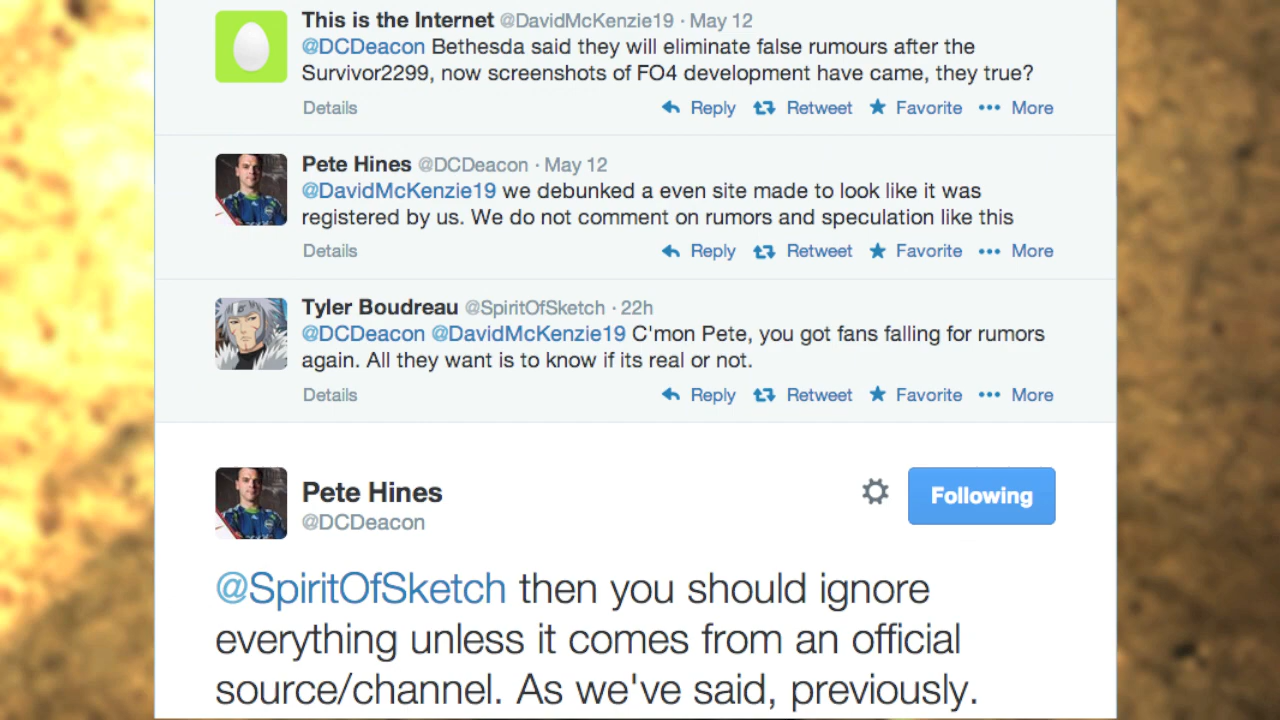 This is the Internet @DavidMcKenzie19 · May 12
@DCDeacon Bethesda said they will eliminate false rumours after the
Survivor2299, now screenshots of FO4 development have came, they true?
Details Reply Retweet Favorite More
Pete Hines @DCDeacon · May 12
@DavidMcKenzie19 we debunked a even site made to look like it was
registered by us. We do not comment on rumors and speculation like this
Details Reply Retweet Favorite More
Tyler Boudreau @SpiritOfSketch · 22h
@DCDeacon @DavidMcKenzie19 C'mon Pete, you got fans falling for rumors
again. All they want is to know if its real or not.
Details Reply Retweet Favorite More
Pete Hines
Following
@DCDeacon
@SpiritOfSketch then you should ignore
everything unless it comes from an official
source/channel. As we've said, previously.